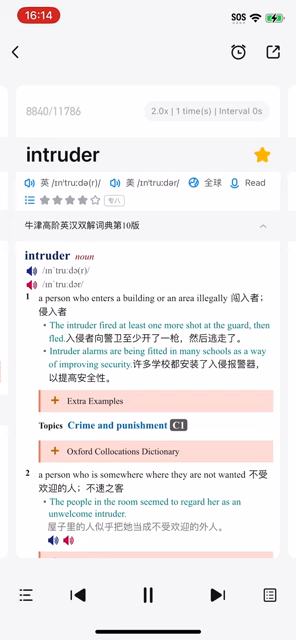 16:14
SOS
8840/11786
2.0x | 1 time(s) | Interval 0s
intruder
英 /ɪnˈtruːdə(r)/ 美 /ɪnˈtruːdər/ 全球 Read
专八
牛津高阶英汉双解词典第10版
intruder noun
/ɪnˈtruːdə(r)/
/ɪnˈtruːdər/
1 a person who enters a building or an area illegally 闯入者；
侵入者
• The intruder fired at least one more shot at the guard, then
fled.入侵者向警卫至少开了一枪，然后逃走了。
• Intruder alarms are being fitted in many schools as a way
of improving security.许多学校都安装了入侵报警器，
以提高安全性。
+ Extra Examples
Topics Crime and punishment C1
+ Oxford Collocations Dictionary
2 a person who is somewhere where they are not wanted 不受
欢迎的人；不速之客
• The people in the room seemed to regard her as an
unwelcome intruder.
屋子里的人似乎把她当成不受欢迎的外人。